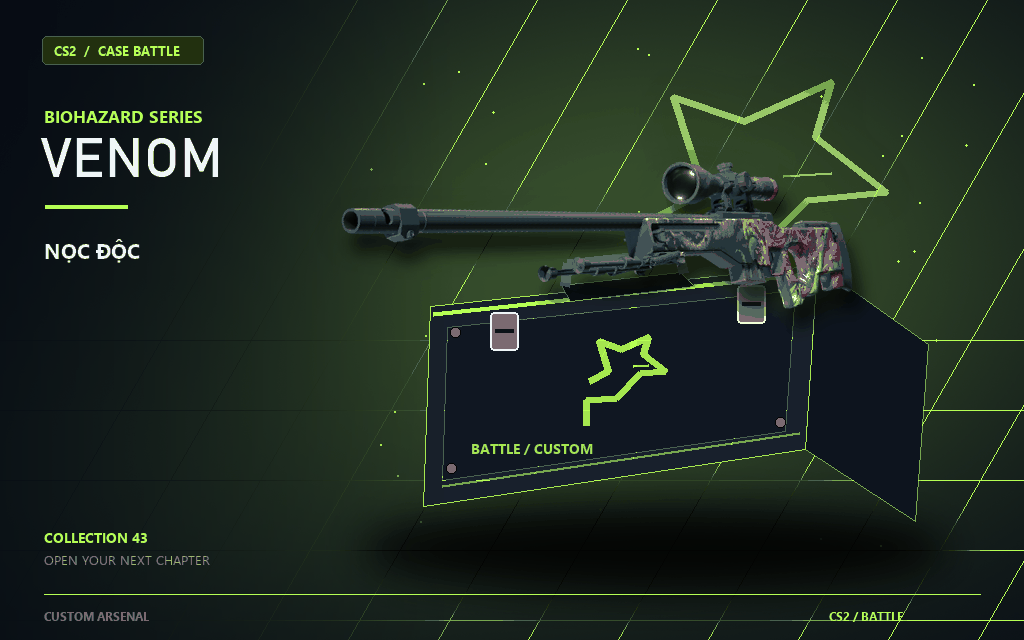 CS2 / CASE BATTLE
BIOHAZARD SERIES
VENOM
NỌC ĐỘC
BATTLE / CUSTOM
COLLECTION 43
OPEN YOUR NEXT CHAPTER
CUSTOM ARSENAL
CS2 / BATTLE